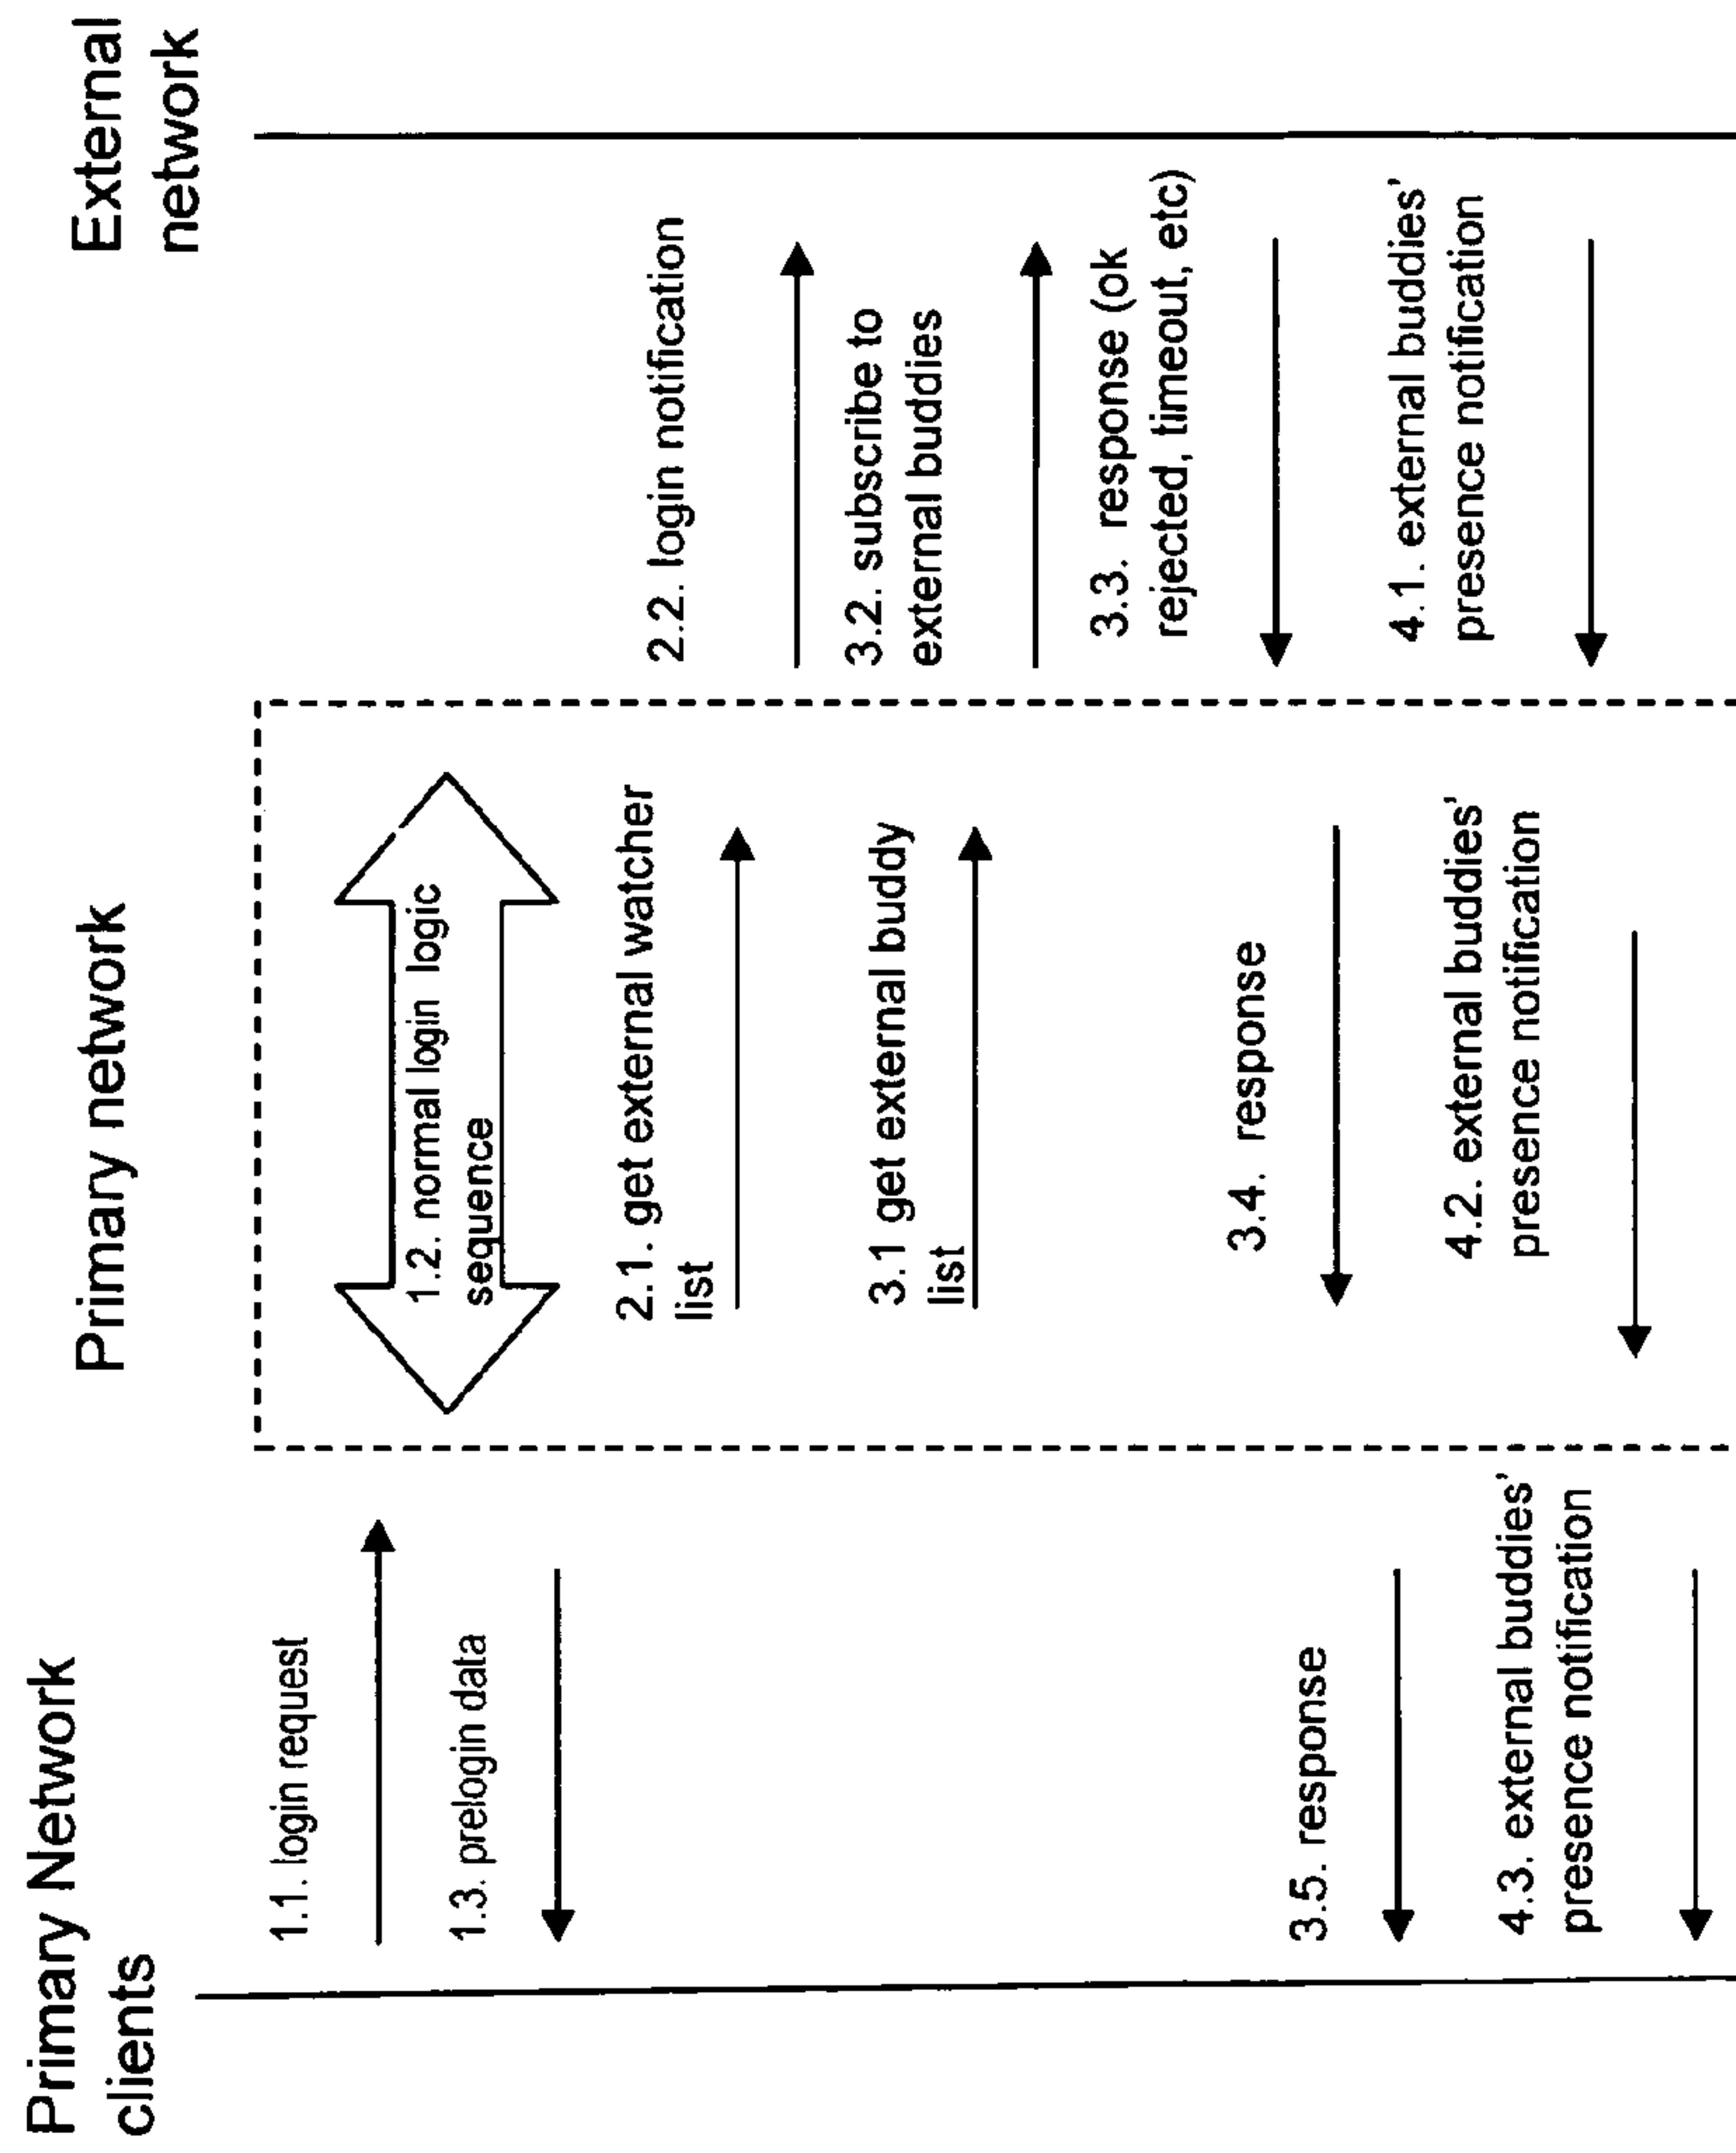 Primary Network
clients
Primary network
External
network
1.1. login request
1.2. normal login logic
sequence
1.3. prelogin data
2.1. get external watcher
list
2.2. login notification
3.1 get external buddy
list
3.2. subscribe to
external buddies
3.3. response (ok
rejected, timeout, etc)
3.4. response
3.5. response
4.1. external buddies'
presence notification
4.2. external buddies'
presence notification
4.3. external buddies'
presence notification